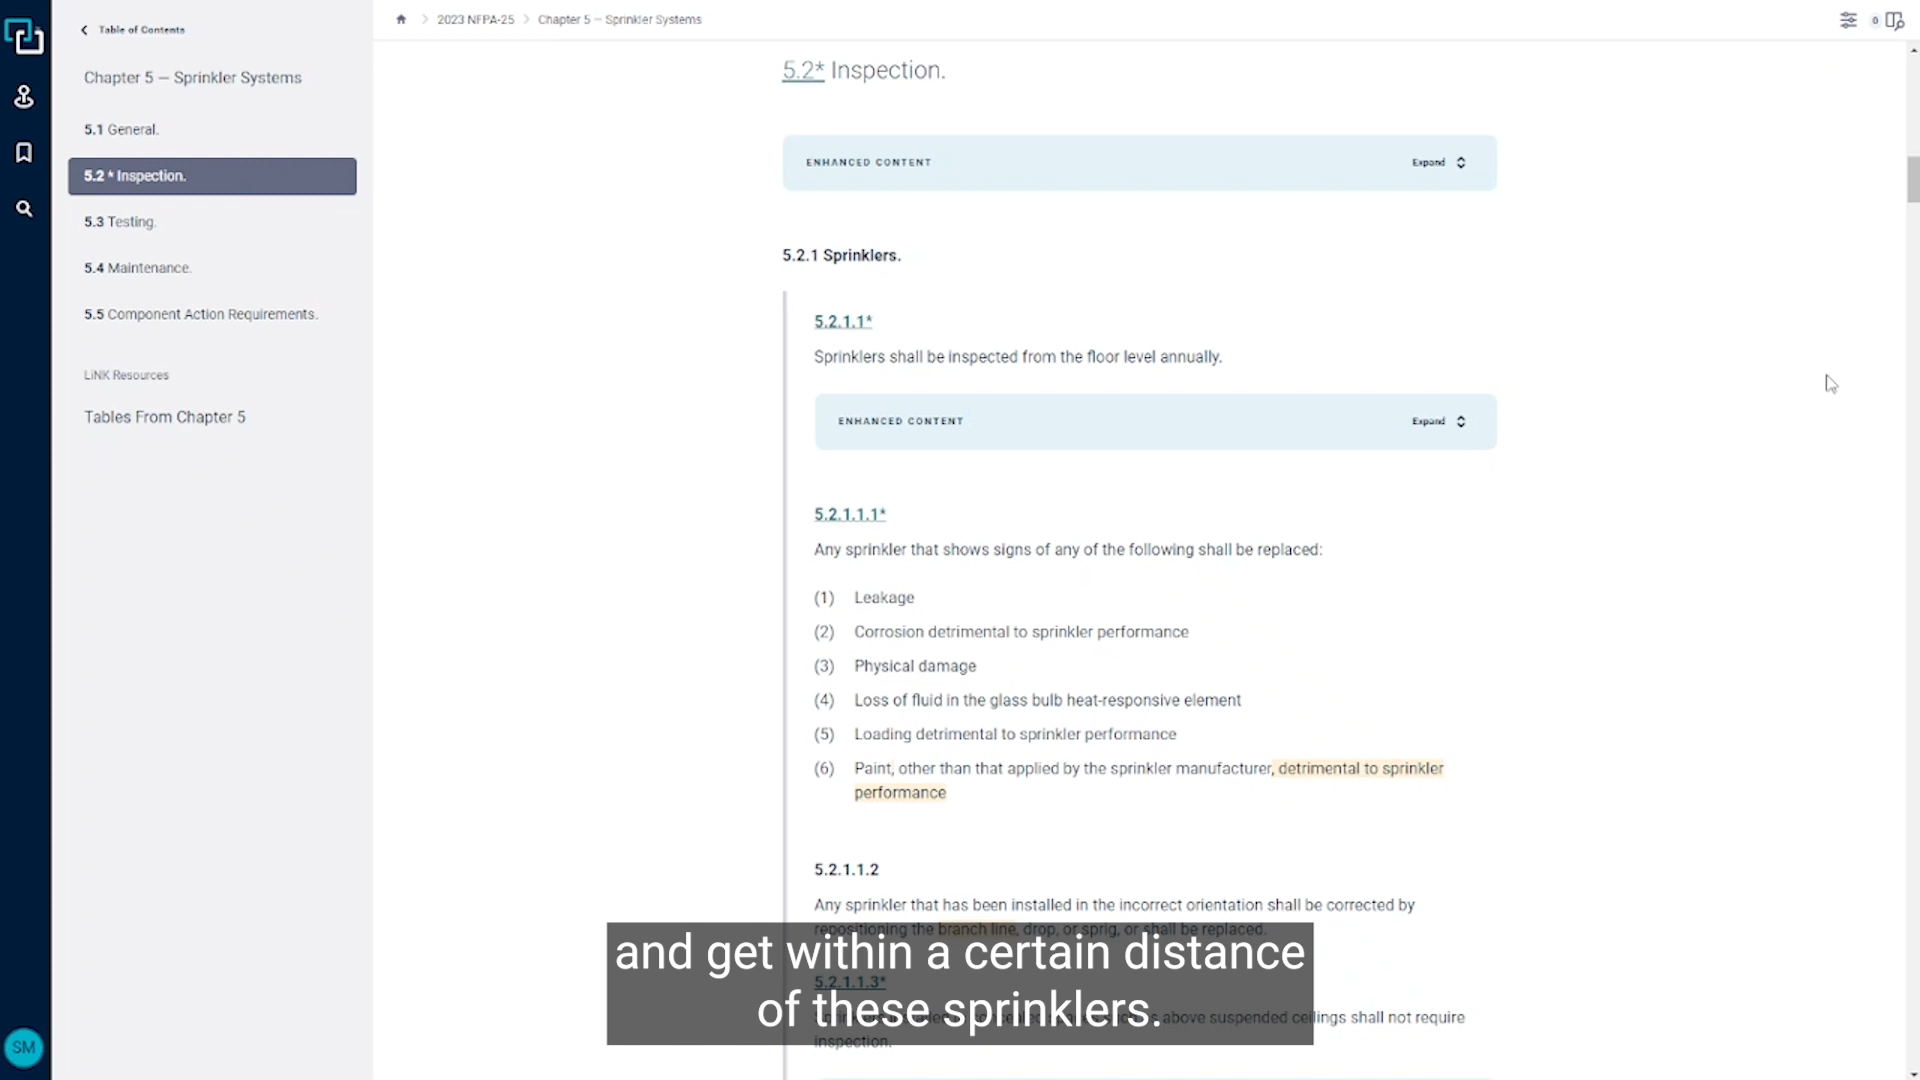 Table of Contents
Chapter 5 — Sprinkler Systems
5.1 General.
5.2 * Inspection.
5.3 Testing.
5.4 Maintenance.
5.5 Component Action Requirements.
LiNK Resources
Tables From Chapter 5
SM
2023 NFPA-25
Chapter 5 — Sprinkler Systems
0
5.2* Inspection.
ENHANCED CONTENT
Expand
5.2.1 Sprinklers.
5.2.1.1*
Sprinklers shall be inspected from the floor level annually.
ENHANCED CONTENT
Expand
5.2.1.1.1*
Any sprinkler that shows signs of any of the following shall be replaced:
(1) Leakage
(2) Corrosion detrimental to sprinkler performance
(3) Physical damage
(4) Loss of fluid in the glass bulb heat-responsive element
(5) Loading detrimental to sprinkler performance
(6) Paint, other than that applied by the sprinkler manufacturer, detrimental to sprinkler
performance
5.2.1.1.2
Any sprinkler that has been installed in the incorrect orientation shall be corrected by
repositioning the branch line, drop, or sprig, or shall be replaced.
5.2.1.1.3*
above suspended ceilings shall not require
inspection.
and get within a certain distance
of these sprinklers.